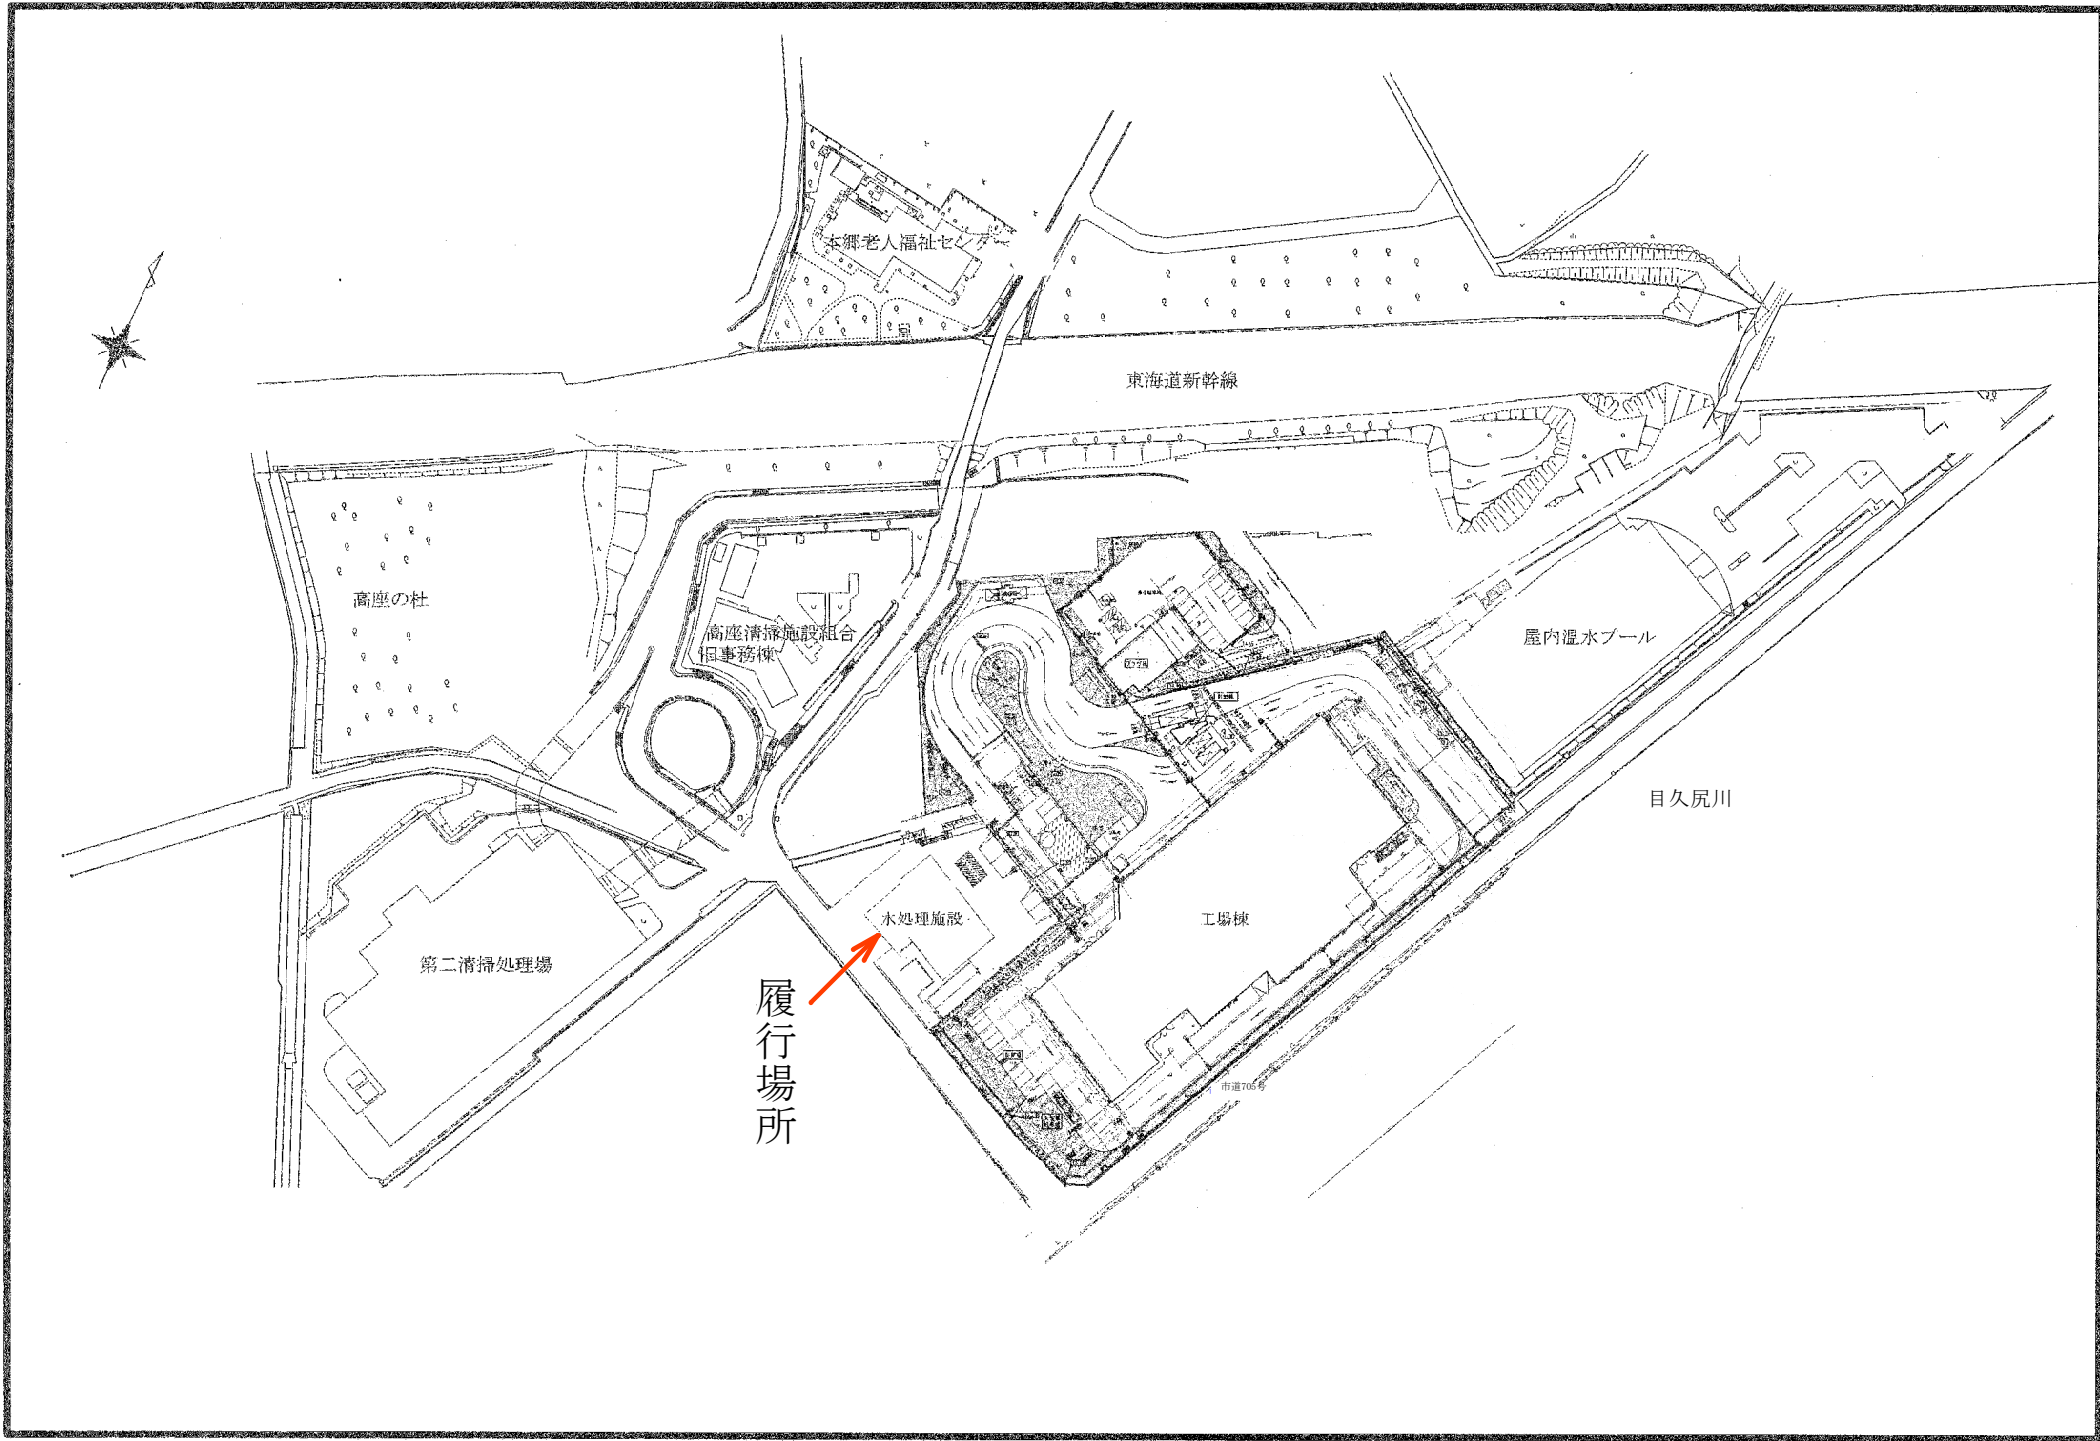 本郷老人福祉センター
東海道新幹線
高座の杜
高座清掃施設組合
旧事務棟
屋内温水プール
目久尻川
水処理施設
工場棟
第二清掃処理場
履行場所
市道705号